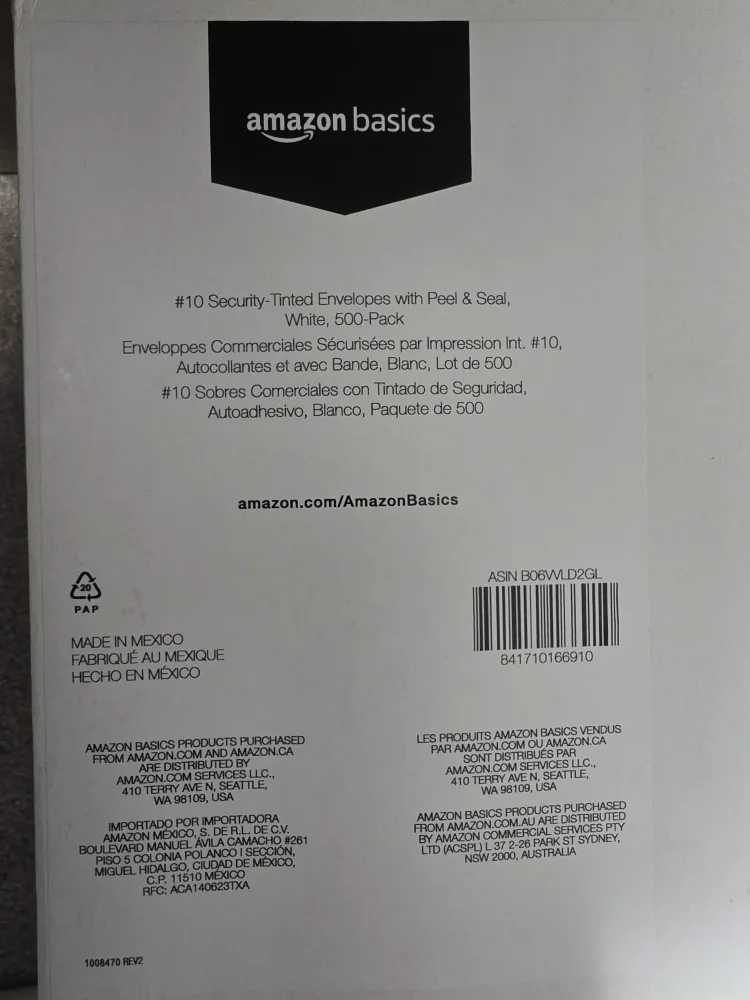 amazon basics
#10 Security-Tinted Envelopes with Peel & Seal,
White, 500-Pack
Enveloppes Commerciales Sécurisées par Impression Int. #10,
Autocollantes et avec Bande, Blanc, Lot de 500
#10 Sobres Comerciales con Tintado de Seguridad,
Autoadhesivo, Blanco, Paquete de 500
amazon.com/AmazonBasics
20
PAP
MADE IN MEXICO
FABRIQUÉ AU MEXIQUE
HECHO EN MÉXICO
ASIN B06WLD2GL
841710166910
AMAZON BASICS PRODUCTS PURCHASED
FROM AMAZON.COM AND AMAZON.CA
ARE DISTRIBUTED BY
AMAZON.COM SERVICES LLC.,
410 TERRY AVE N, SEATTLE,
WA 98109, USA
IMPORTADO POR IMPORTADORA
AMAZON MÉXICO, S. DE R.L. DE C.V.
BOULEVARD MANUEL ÁVILA CAMACHO #261
PISO 5 COLONIA POLANCO I SECCIÓN,
MIGUEL HIDALGO, CIUDAD DE MÉXICO,
C.P. 11510 MÉXICO
RFC: ACA140623TXA
LES PRODUITS AMAZON BASICS VENDUS
PAR AMAZON.COM OU AMAZON.CA
SONT DISTRIBUÉS PAR
AMAZON.COM SERVICES LLC.,
410 TERRY AVE N, SEATTLE,
WA 98109, USA
AMAZON BASICS PRODUCTS PURCHASED
FROM AMAZON.COM.AU ARE DISTRIBUTED
BY AMAZON COMMERCIAL SERVICES PTY
LTD (ACSPL) L 37 2-26 PARK ST SYDNEY,
NSW 2000, AUSTRALIA
1008470 REV2